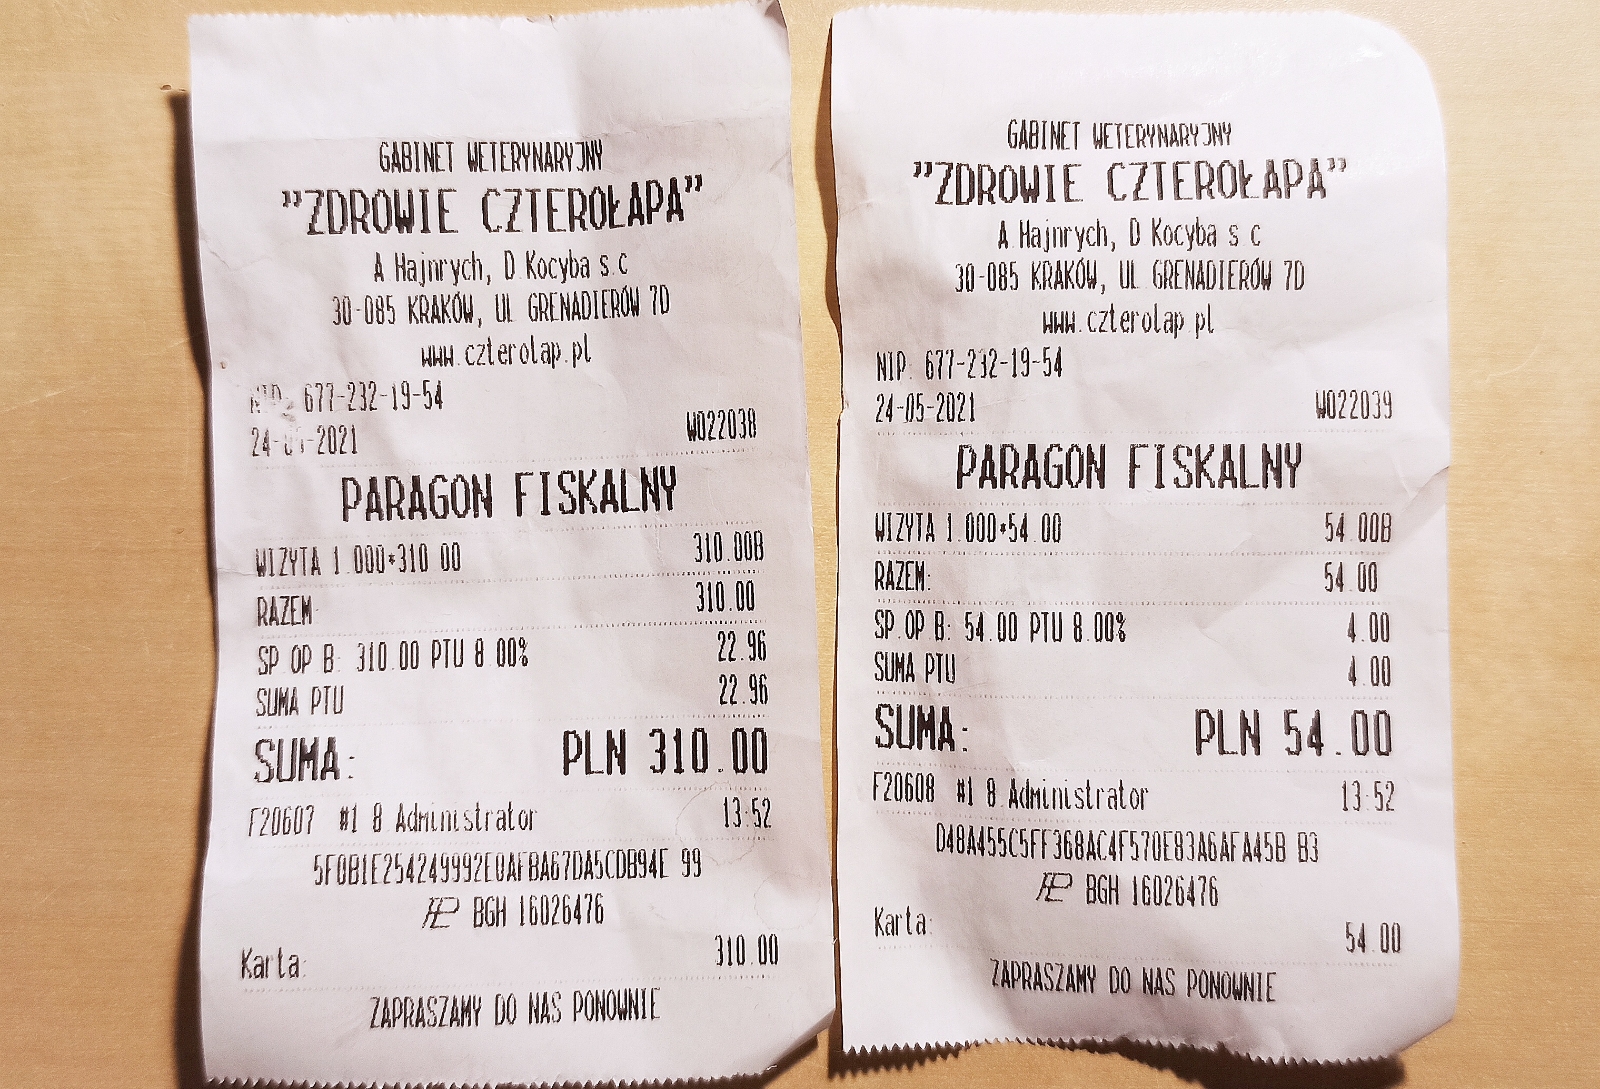 GABINET WETERYNARYJNY
"ZDROWIE CZTEROŁAPA"
A.Hajnrych, D.Kocyba s.c
30-085 KRAKÓW, UL GRENADIERÓW 7D
www.czterolap.pl
NIP: 677-232-19-54
24-05-2021 W022038
PARAGON FISKALNY
WIZYTA 1.000*310.00 310.00B
RAZEM: 310.00
SP.OP.B: 310.00 PTU 8.00% 22.96
SUMA PTU 22.96
SUMA: PLN 310.00
F20607 #1 8 Administrator 13:52
5F0B1E254249992E0AFBA67DA5CDB94E 99
BGH 16026476
Karta: 310.00
ZAPRASZAMY DO NAS PONOWNIE
GABINET WETERYNARYJNY
"ZDROWIE CZTEROŁAPA"
A.Hajnrych, D.Kocyba s.c
30-085 KRAKÓW, UL GRENADIERÓW 7D
www.czterolap.pl
NIP: 677-232-19-54
24-05-2021 W022039
PARAGON FISKALNY
WIZYTA 1.000*54.00 54.00B
RAZEM: 54.00
SP.OP.B: 54.00 PTU 8.00% 4.00
SUMA PTU 4.00
SUMA: PLN 54.00
F20608 #1 8 Administrator 13:52
D48A455C5FF368AC4F570E83A6AFA45B B3
BGH 16026476
Karta: 54.00
ZAPRASZAMY DO NAS PONOWNIE